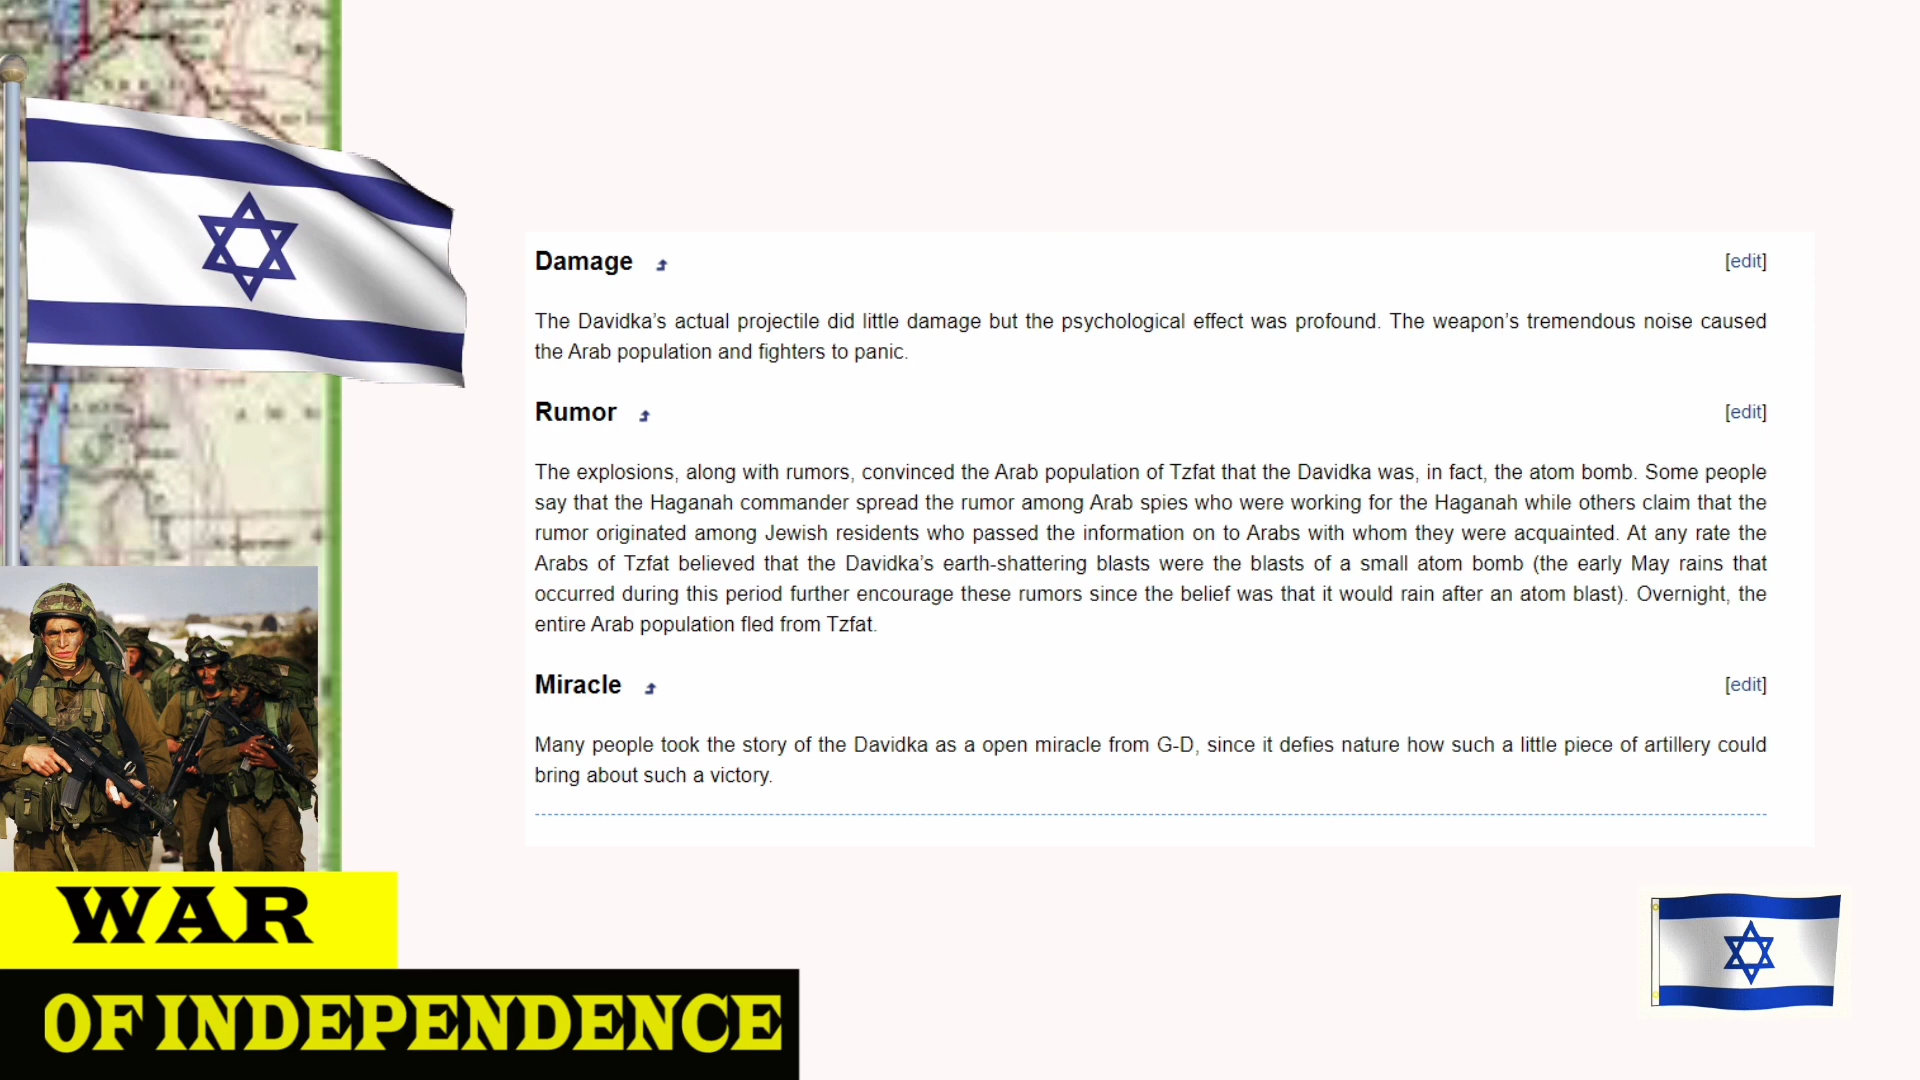 Damage
[edit]
The Davidka’s actual projectile did little damage but the psychological effect was profound. The weapon’s tremendous noise caused
the Arab population and fighters to panic.
Rumor
[edit]
The explosions, along with rumors, convinced the Arab population of Tzfat that the Davidka was, in fact, the atom bomb. Some people
say that the Haganah commander spread the rumor among Arab spies who were working for the Haganah while others claim that the
rumor originated among Jewish residents who passed the information on to Arabs with whom they were acquainted. At any rate the
Arabs of Tzfat believed that the Davidka’s earth-shattering blasts were the blasts of a small atom bomb (the early May rains that
occurred during this period further encourage these rumors since the belief was that it would rain after an atom blast). Overnight, the
entire Arab population fled from Tzfat.
Miracle
[edit]
Many people took the story of the Davidka as a open miracle from G-D, since it defies nature how such a little piece of artillery could
bring about such a victory.
WAR
OF INDEPENDENCE